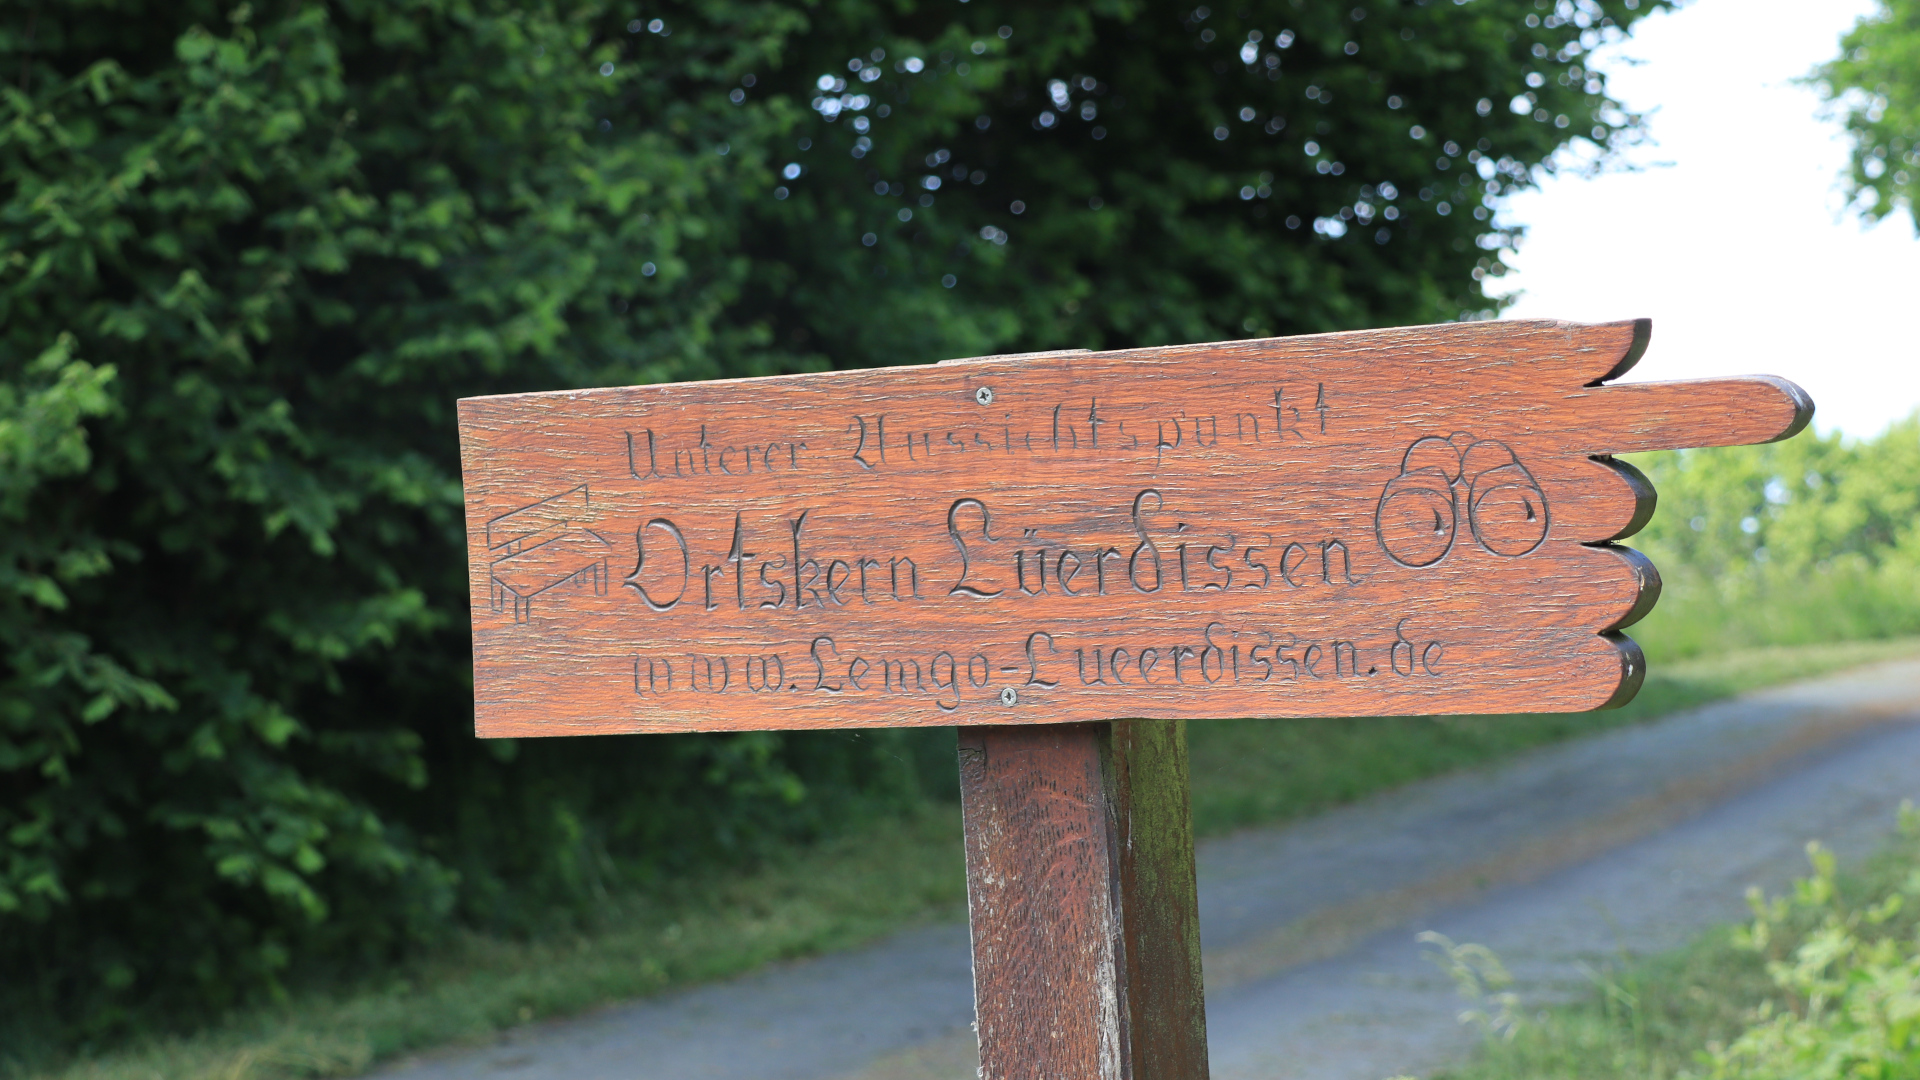 Unterer Aussichtspunkt
Ortskern Lüerdissen
www.Lemgo-Lueerdissen.de